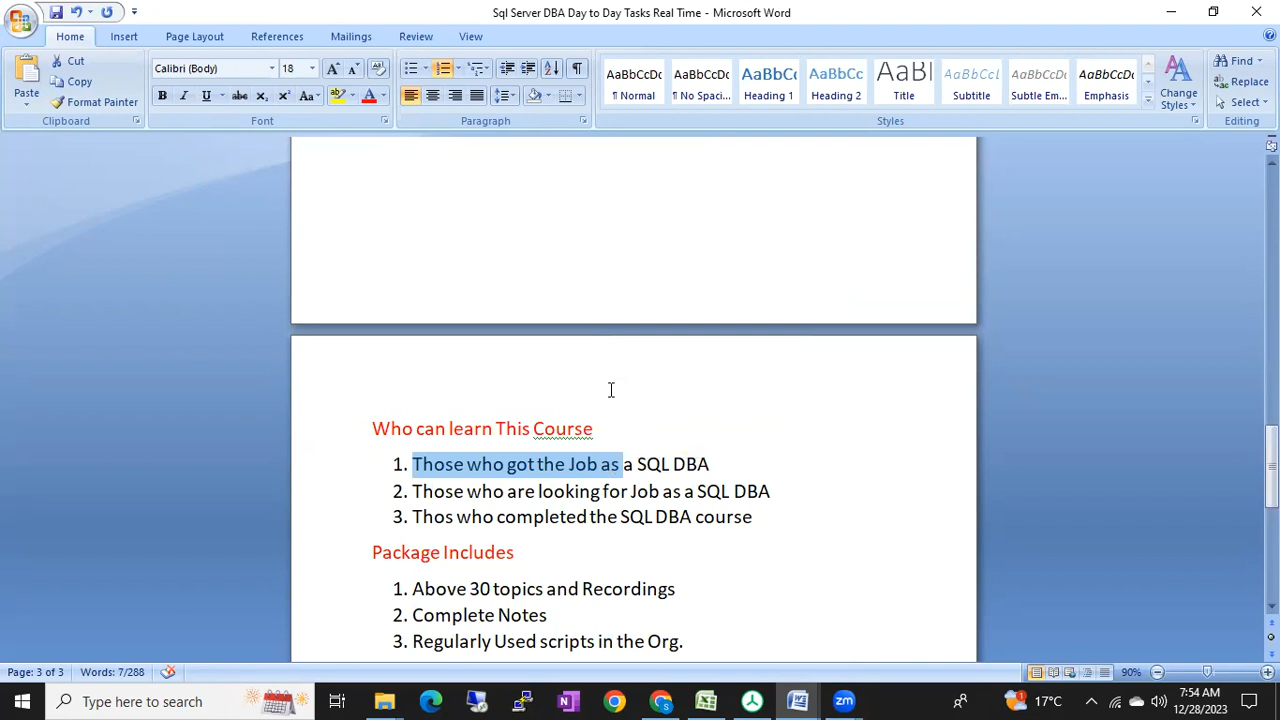 Sql Server DBA Day to Day Tasks Real Time - Microsoft Word
Home Insert Page Layout References Mailings Review View
Paste
Cut
Copy
Format Painter
Clipboard
Calibri (Body) 18
Font
Paragraph
AaBbCcDc AaBbCcDc AaBbCc AaBbCc AaBl AaBbCcL AaBbCcDc AaBbCcDc
¶ Normal ¶ No Spaci... Heading 1 Heading 2 Title Subtitle Subtle Em... Emphasis
Change Styles
Styles
Find
Replace
Select
Editing
Who can learn This Course
1. Those who got the Job as a SQL DBA
2. Those who are looking for Job as a SQL DBA
3. Thos who completed the SQL DBA course
Package Includes
1. Above 30 topics and Recordings
2. Complete Notes
3. Regularly Used scripts in the Org.
Page: 3 of 3 Words: 7/288 90%
Type here to search 17°C 7:54 AM
12/28/2023